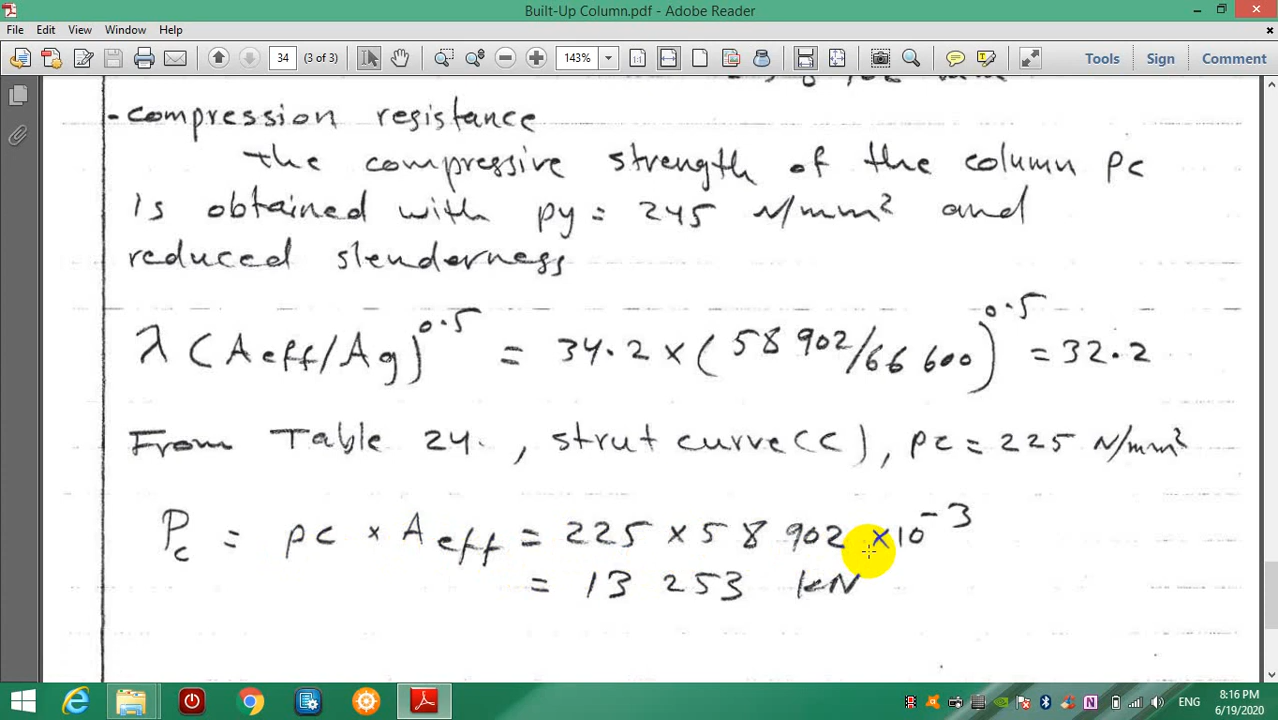 Built-Up Column.pdf - Adobe Reader
File Edit View Window Help
34 (3 of 3) 143% Tools Sign Comment
- compression resistance
the compressive strength of the column pc
is obtained with py = 245 N/mm² and
reduced slenderness
λ (Aeff/Ag)^0.5 = 34.2 × (58 902/66 600)^0.5 = 32.2
From Table 24. , strut curve (c), pc = 225 N/mm²
Pc = pc × Aeff = 225 × 58 902 × 10^-3
= 13 253 kN
ENG 8:16 PM
6/19/2020